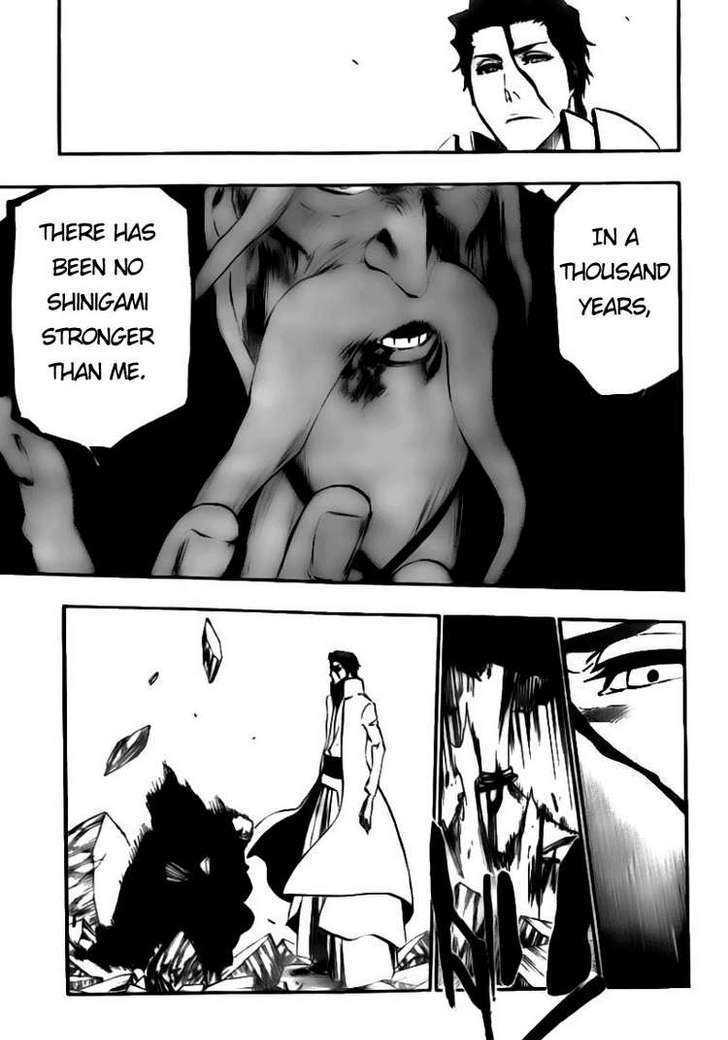 IN A
THOUSAND
YEARS,
THERE HAS
BEEN NO
SHINIGAMI
STRONGER
THAN ME.